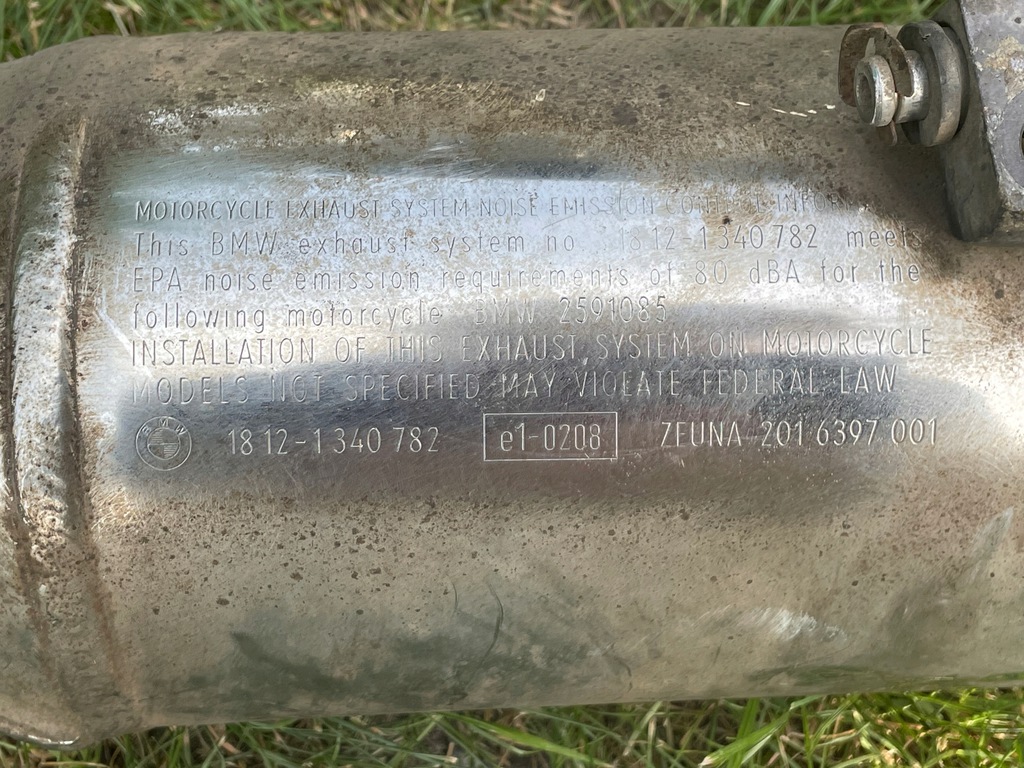 MOTORCYCLE EXHAUST SYSTEM NOISE EMISSION CONTROL
This BMW exhaust system no 18 12-1 340 782 meets
EPA noise emission requirements of 80 dBA for the
following motorcycle BMW 2591085
INSTALLATION OF THIS EXHAUST SYSTEM ON MOTORCYCLE
MODELS NOT SPECIFIED MAY VIOLATE FEDERAL LAW
BMW 18 12-1 340 782 e1-0208 ZEUNA 201 6397 001